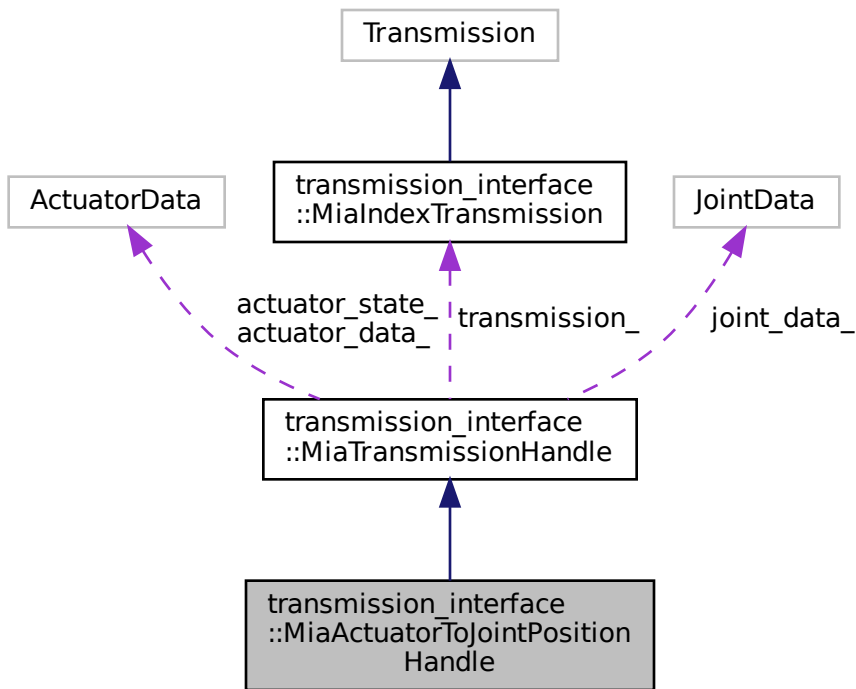 Transmission
ActuatorData
transmission_interface
::MiaIndexTransmission
JointData
actuator_state_
actuator_data_
transmission_
joint_data_
transmission_interface
::MiaTransmissionHandle
transmission_interface
::MiaActuatorToJointPosition
Handle